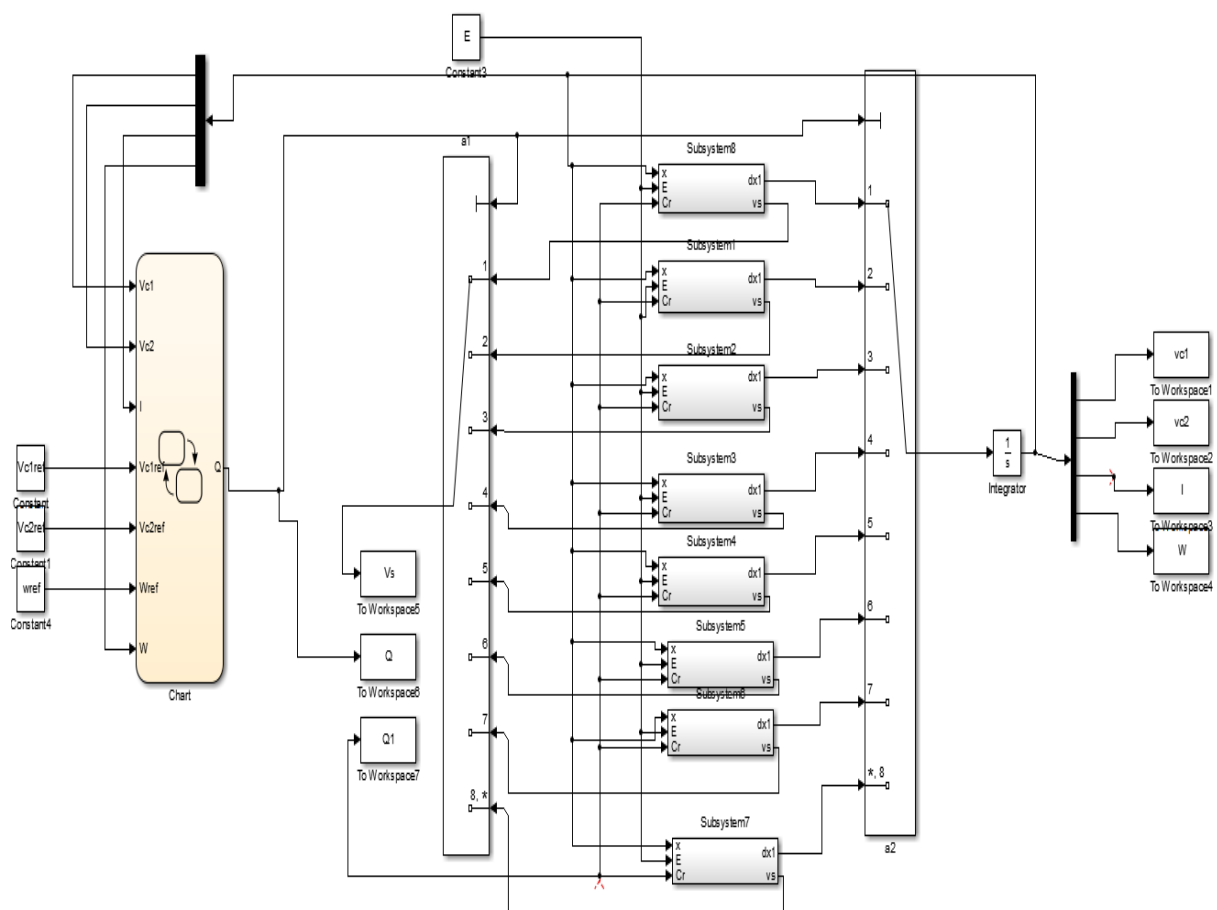 E
Constant3
a1
Vc1
Vc2
I
Vc1ref
Vc2ref
Wref
W
Q
Chart
Vc1ref
Constant
Vc2ref
Constant1
wref
Constant4
1
2
3
4
5
6
7
8, *
Vs
To Workspace5
Q
To Workspace6
Q1
To Workspace7
Subsystem8
x
E
Cr
dx1
vs
Subsystem1
x
E
Cr
dx1
vs
Subsystem2
x
E
Cr
dx1
vs
Subsystem3
x
E
Cr
dx1
vs
Subsystem4
x
E
Cr
dx1
vs
Subsystem5
x
E
Cr
dx1
vs
Subsystem6
x
E
Cr
dx1
vs
Subsystem7
x
E
Cr
dx1
vs
1
2
3
4
5
6
7
*, 8
a2
1
s
Integrator
vc1
To Workspace1
vc2
To Workspace2
I
To Workspace3
W
To Workspace4